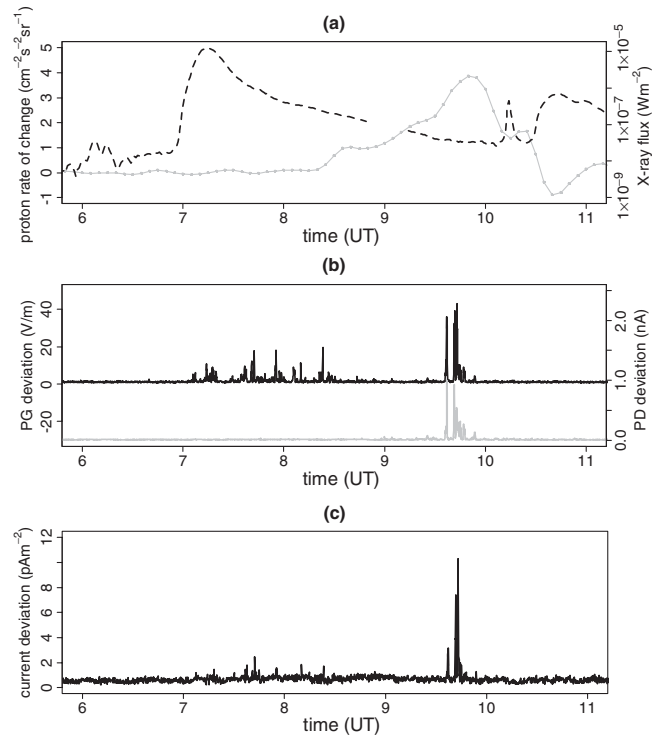 (a)
proton rate of change (cm⁻²s⁻²sr⁻¹)
5
4
3
2
1
0
-1
1×10⁻⁵
1×10⁻⁷
1×10⁻⁹
X-ray flux (Wm⁻²)
6 7 8 9 10 11
time (UT)
(b)
PG deviation (V/m)
40
20
0
-20
2.0
1.0
0.0
PD deviation (nA)
6 7 8 9 10 11
time (UT)
(c)
current deviation (pAm⁻²)
12
10
8
6
4
2
0
6 7 8 9 10 11
time (UT)